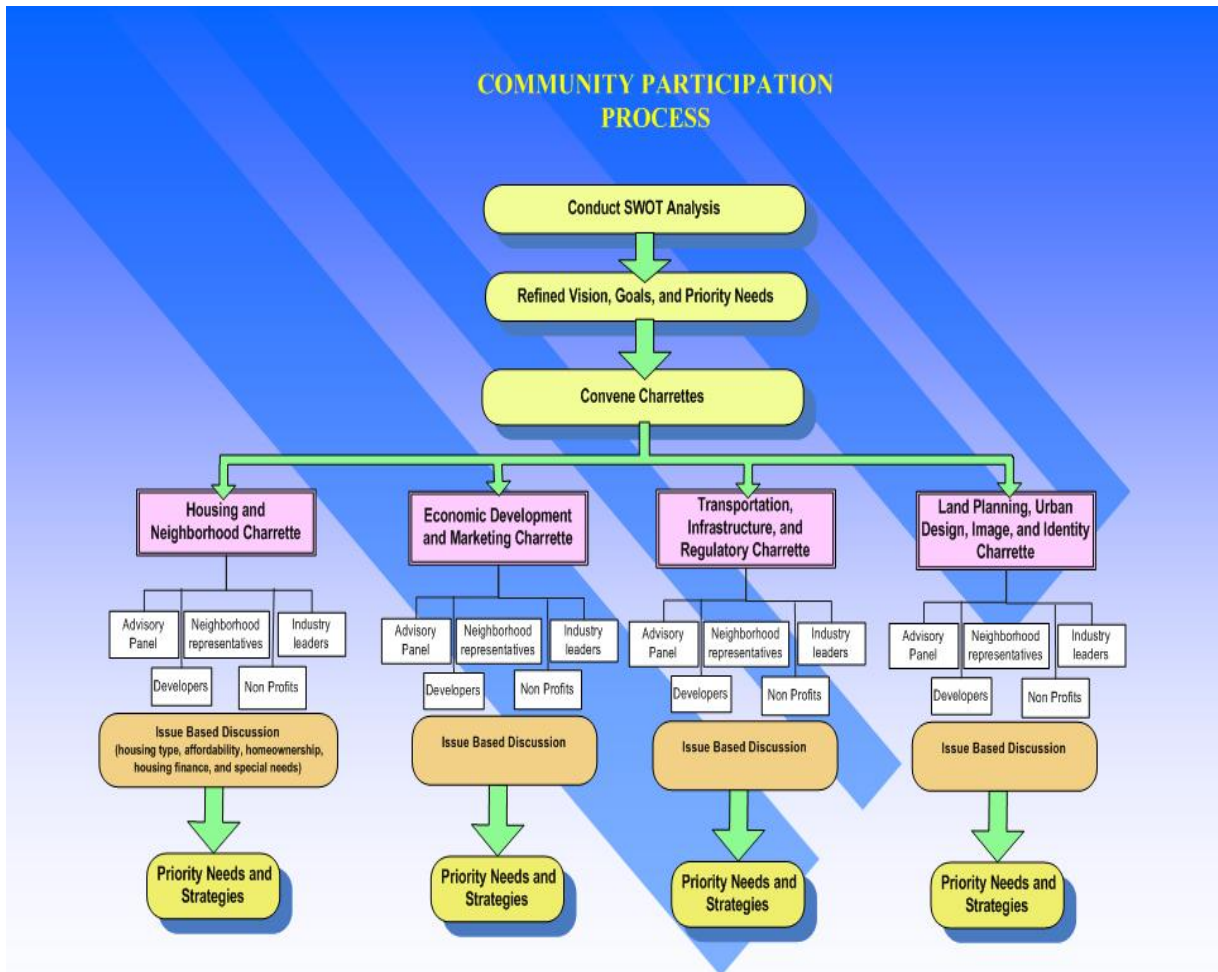 COMMUNITY PARTICIPATION
PROCESS
Conduct SWOT Analysis
Refined Vision, Goals, and Priority Needs
Convene Charrettes
Housing and
Neighborhood Charrette
Economic Development
and Marketing Charrette
Transportation,
Infrastructure, and
Regulatory Charrette
Land Planning, Urban
Design, Image, and Identity
Charrette
Advisory
Panel
Neighborhood
representatives
Industry
leaders
Developers
Non Profits
Advisory
Panel
Neighborhood
representatives
Industry
leaders
Developers
Non Profits
Advisory
Panel
Neighborhood
representatives
Industry
leaders
Developers
Non Profits
Advisory
Panel
Neighborhood
representatives
Industry
leaders
Developers
Non Profits
Issue Based Discussion
(housing type, affordability, homeownership,
housing finance, and special needs)
Issue Based Discussion
Issue Based Discussion
Issue Based Discussion
Priority Needs and
Strategies
Priority Needs and
Strategies
Priority Needs and
Strategies
Priority Needs and
Strategies